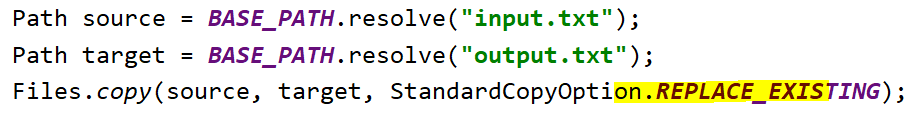 Path source = BASE_PATH.resolve("input.txt");
Path target = BASE_PATH.resolve("output.txt");
Files.copy(source, target, StandardCopyOption.REPLACE_EXISTING);